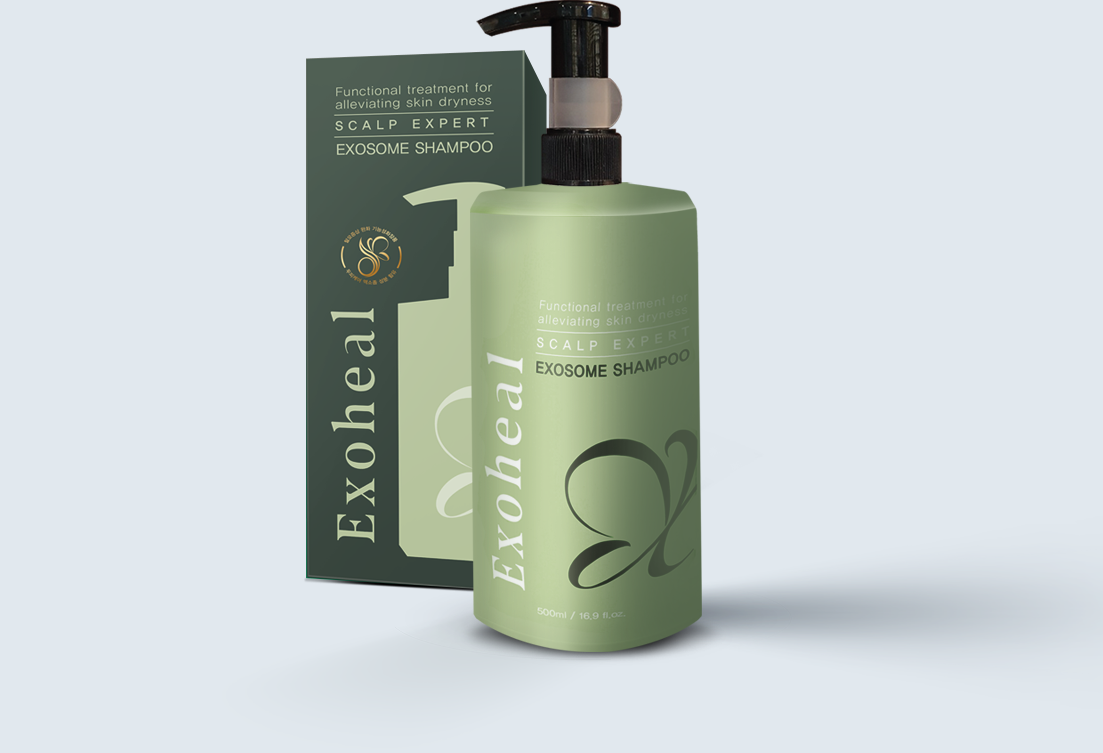 Functional treatment for
alleviating skin dryness
SCALP EXPERT
EXOSOME SHAMPOO
Exoheal
Functional treatment for
alleviating skin dryness
SCALP EXPERT
EXOSOME SHAMPOO
Exoheal
500ml / 16.9 fl.oz.